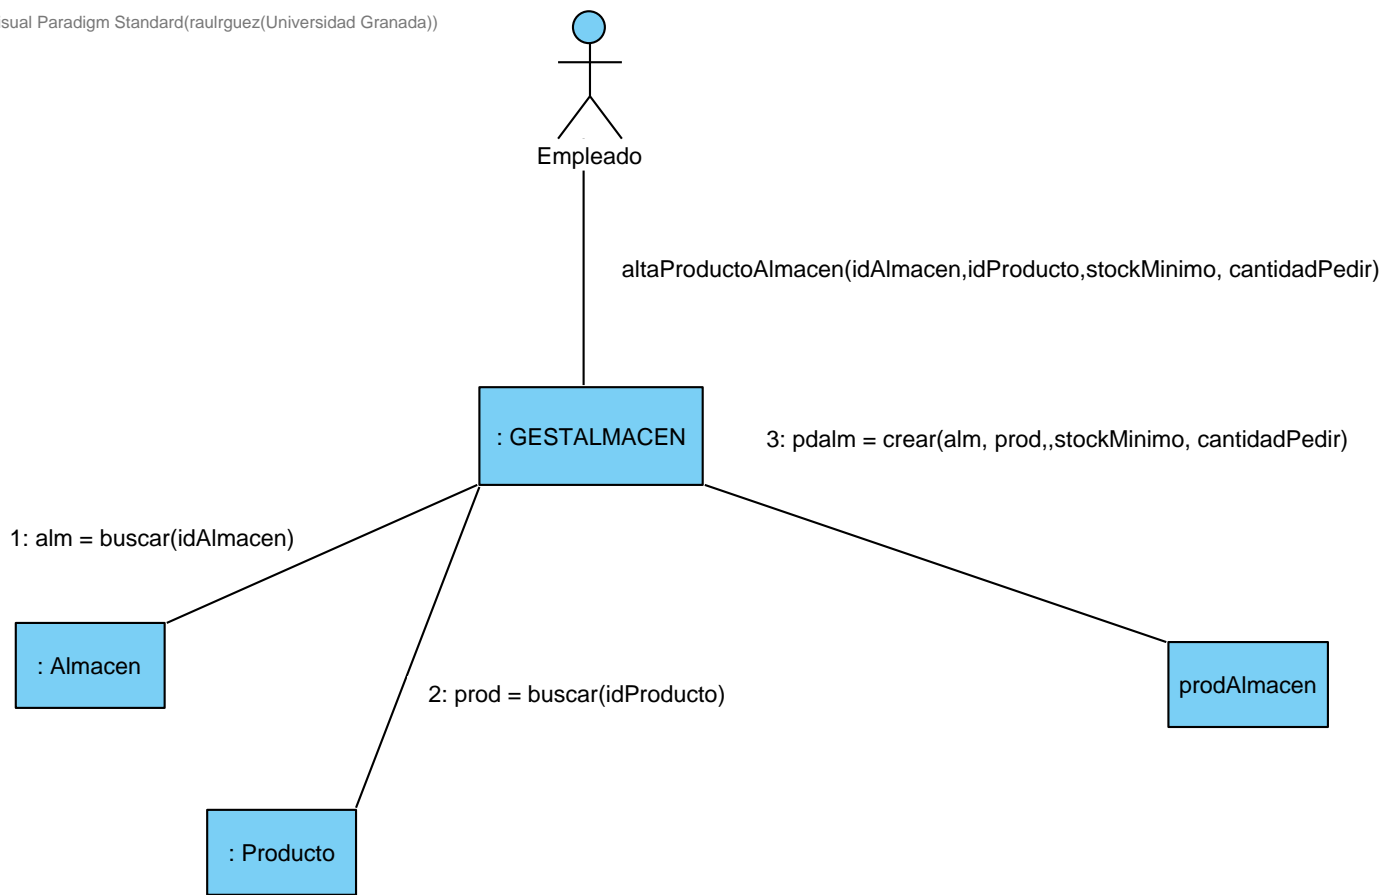 sual Paradigm Standard(raulrguez(Universidad Granada))
Empleado
altaProductoAlmacen(idAlmacen,idProducto,stockMinimo, cantidadPedir)
: GESTALMACEN
3: pdalm = crear(alm, prod,,stockMinimo, cantidadPedir)
1: alm = buscar(idAlmacen)
: Almacen
2: prod = buscar(idProducto)
prodAlmacen
: Producto